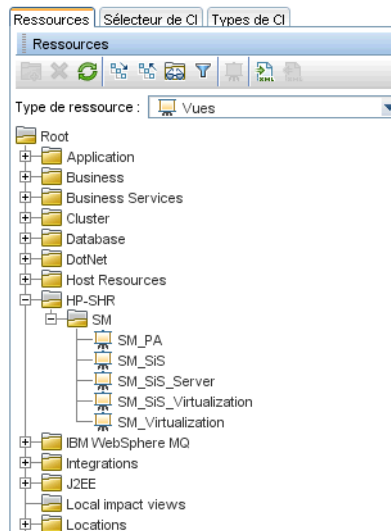 Ressources Sélecteur de CI Types de CI
Ressources
XML XML
Type de ressource : Vues
Root
Application
Business
Business Services
Cluster
Database
DotNet
Host Resources
HP-SHR
SM
SM_PA
SM_SiS
SM_SiS_Server
SM_SiS_Virtualization
SM_Virtualization
IBM WebSphere MQ
Integrations
J2EE
Local impact views
Locations